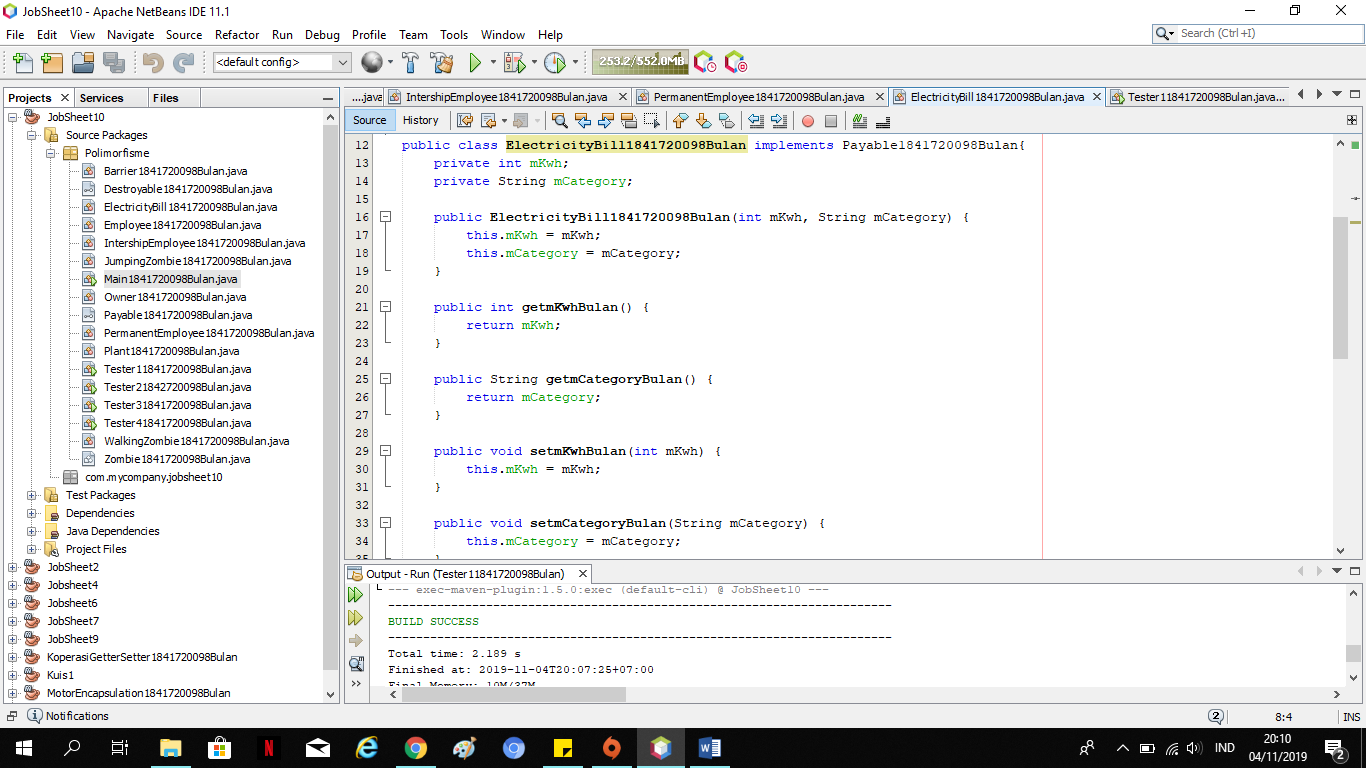 JobSheet10 - Apache NetBeans IDE 11.1
File Edit View Navigate Source Refactor Run Debug Profile Team Tools Window Help
Search (Ctrl+I)
<default config>
253.2/552.0MB
Projects
Services
Files
JobSheet10
Source Packages
Polimorfisme
Barrier1841720098Bulan.java
Destroyable1841720098Bulan.java
ElectricityBill1841720098Bulan.java
Employee1841720098Bulan.java
IntershipEmployee1841720098Bulan.java
JumpingZombie1841720098Bulan.java
Main1841720098Bulan.java
Owner1841720098Bulan.java
Payable1841720098Bulan.java
PermanentEmployee1841720098Bulan.java
Plant1841720098Bulan.java
Tester11841720098Bulan.java
Tester21842720098Bulan.java
Tester31841720098Bulan.java
Tester41841720098Bulan.java
WalkingZombie1841720098Bulan.java
Zombie1841720098Bulan.java
com.mycompany.jobsheet10
Test Packages
Dependencies
Java Dependencies
Project Files
JobSheet2
Jobsheet4
Jobsheet6
JobSheet7
JobSheet9
KoperasiGetterSetter1841720098Bulan
Kuis1
MotorEncapsulation1841720098Bulan
....java IntershipEmployee1841720098Bulan.java PermanentEmployee1841720098Bulan.java ElectricityBill1841720098Bulan.java Tester11841720098Bulan.java...
Source History
12 public class ElectricityBill1841720098Bulan implements Payable1841720098Bulan{
13 private int mKwh;
14 private String mCategory;
15
16 public ElectricityBill1841720098Bulan(int mKwh, String mCategory) {
17 this.mKwh = mKwh;
18 this.mCategory = mCategory;
19 }
20
21 public int getmKwhBulan() {
22 return mKwh;
23 }
24
25 public String getmCategoryBulan() {
26 return mCategory;
27 }
28
29 public void setmKwhBulan(int mKwh) {
30 this.mKwh = mKwh;
31 }
32
33 public void setmCategoryBulan(String mCategory) {
34 this.mCategory = mCategory;
35 }
Output - Run (Tester11841720098Bulan)
--- exec-maven-plugin:1.5.0:exec (default-cli) @ JobSheet10 ---
------------------------------------------------------------------------
BUILD SUCCESS
------------------------------------------------------------------------
Total time: 2.189 s
Finished at: 2019-11-04T20:07:25+07:00
Final Memory: 10M/37M
Notifications
2
8:4
INS
IND
20:10
04/11/2019
2